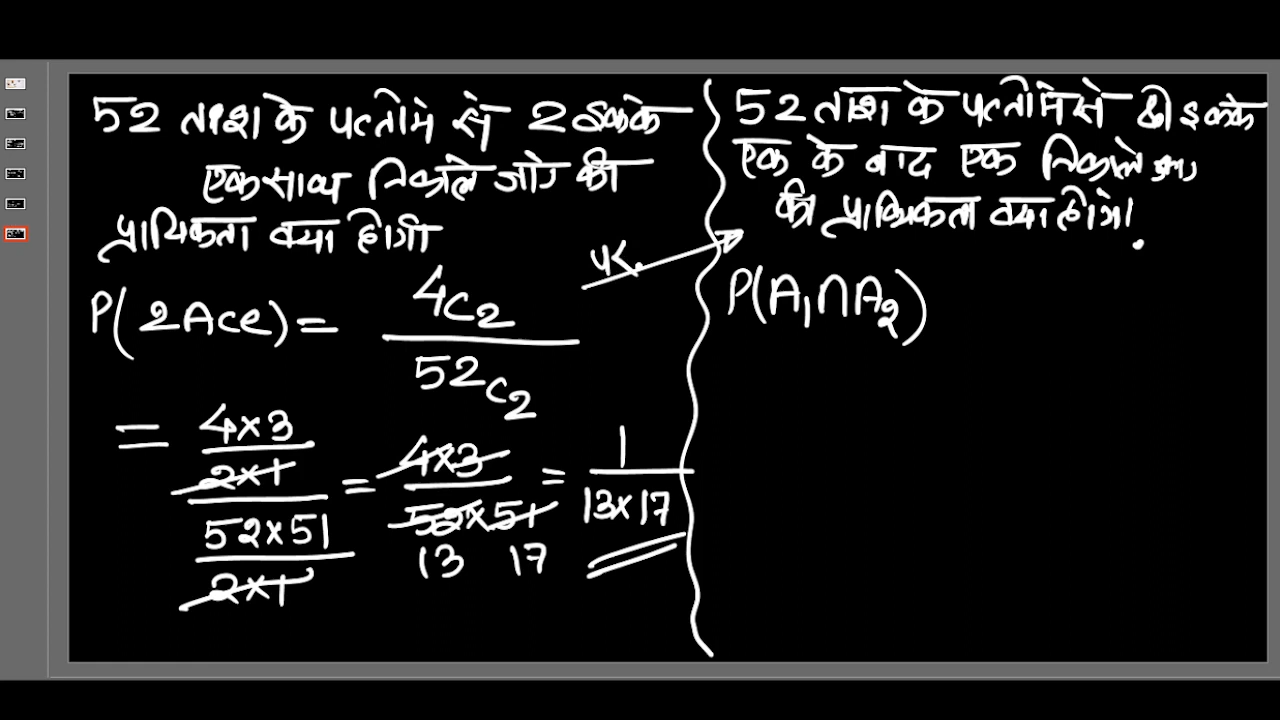 52 ताश के पत्तो मे से 2 इक्के
एक साथ निकाले जाने की
प्रायिकता क्या होगी
P(2Ace) = 4C2
52C2
= 4×3
2×1
52×51
2×1
= 4×3
52×51
13 17
= 1
13×17
52 ताश के पत्तो मे से दो इक्के
एक के बाद एक निकाले जाने
की प्रायिकता क्या होगी।
P(A1∩A2)